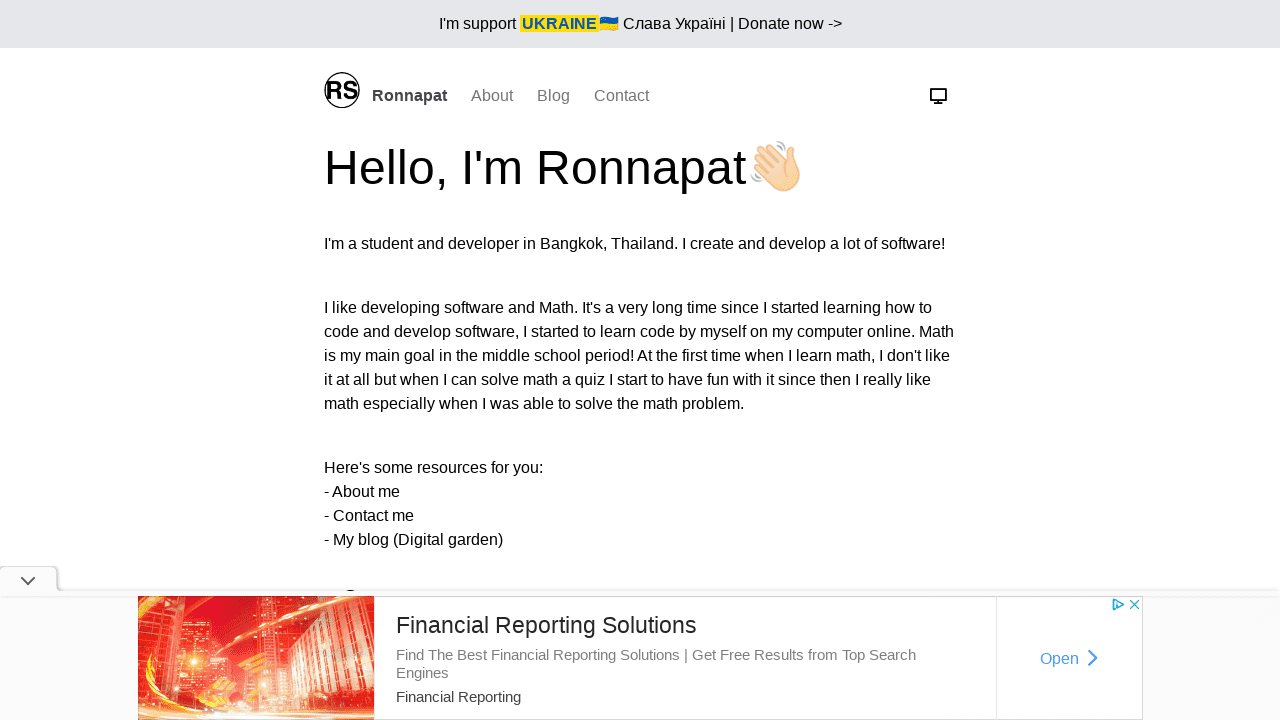 I'm support UKRAINE🇺🇦 Слава Україні | Donate now ->
RS
Ronnapat About Blog Contact
Hello, I'm Ronnapat👋🏻
I'm a student and developer in Bangkok, Thailand. I create and develop a lot of software!
I like developing software and Math. It's a very long time since I started learning how to
code and develop software, I started to learn code by myself on my computer online. Math
is my main goal in the middle school period! At the first time when I learn math, I don't like
it at all but when I can solve math a quiz I start to have fun with it since then I really like
math especially when I was able to solve the math problem.
Here's some resources for you:
- About me
- Contact me
- My blog (Digital garden)
Financial Reporting Solutions
Find The Best Financial Reporting Solutions | Get Free Results from Top Search
Engines
Financial Reporting
Open